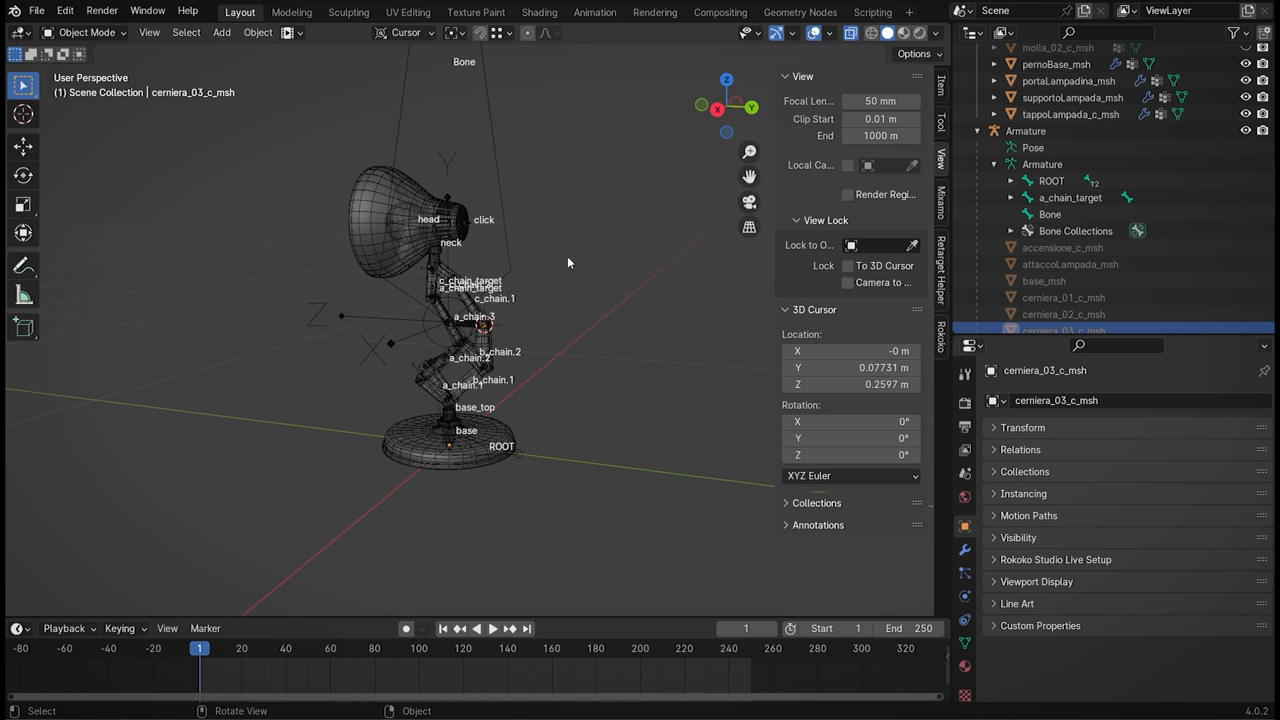 File Edit Render Window Help
Layout Modeling Sculpting UV Editing Texture Paint Shading Animation Rendering Compositing Geometry Nodes Scripting +
Scene
ViewLayer
Object Mode View Select Add Object
Cursor
Options
User Perspective
(1) Scene Collection | cerniera_03_c_msh
Bone
Y
head
click
neck
c_chain_target
a_chain_target
c_chain.1
Z
a_chain.3
X
b_chain.2
a_chain.2
b_chain.1
a_chain.1
base_top
base
ROOT
Z
X
Y
View
Focal Len... 50 mm
Clip Start 0.01 m
End 1000 m
Local Ca...
Render Regi...
View Lock
Lock to O...
Lock To 3D Cursor
Camera to ...
3D Cursor
Location:
X -0 m
Y 0.07731 m
Z 0.2597 m
Rotation:
X 0°
Y 0°
Z 0°
XYZ Euler
Collections
Annotations
Item
Tool
View
Mixamo
Retarget Helper
Rokoko
molla_02_c_msh
pernoBase_msh
portaLampadina_msh
supportoLampada_c_msh
tappoLampada_c_msh
Armature
Pose
Armature
ROOT 12
a_chain_target
Bone
Bone Collections
accensione_c_msh
attaccoLampada_msh
base_msh
cerniera_01_c_msh
cerniera_02_c_msh
cerniera_03_c_msh
cerniera_03_c_msh
cerniera_03_c_msh
Transform
Relations
Collections
Instancing
Motion Paths
Visibility
Rokoko Studio Live Setup
Viewport Display
Line Art
Custom Properties
Playback Keying View Marker
1
Start 1
End 250
-80 -60 -40 -20 1 20 40 60 80 100 120 140 160 180 200 220 240 260 280 300 320
Select
Rotate View
Object
4.0.2